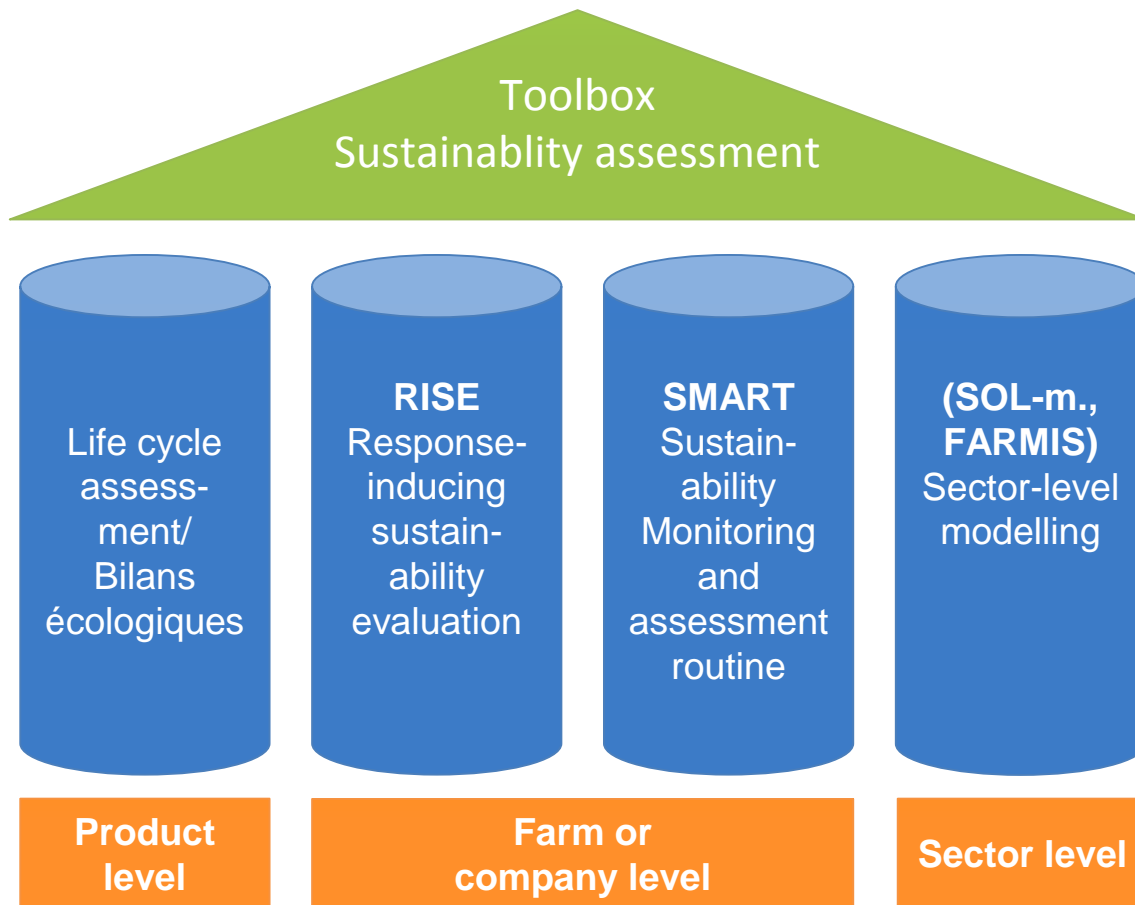 Toolbox
Sustainablity assessment
Life cycle
assess-
ment/
Bilans
écologiques
RISE
Response-
inducing
sustain-
ability
evaluation
SMART
Sustain-
ability
Monitoring
and
assessment
routine
(SOL-m.,
FARMIS)
Sector-level
modelling
Product
level
Farm or
company level
Sector level